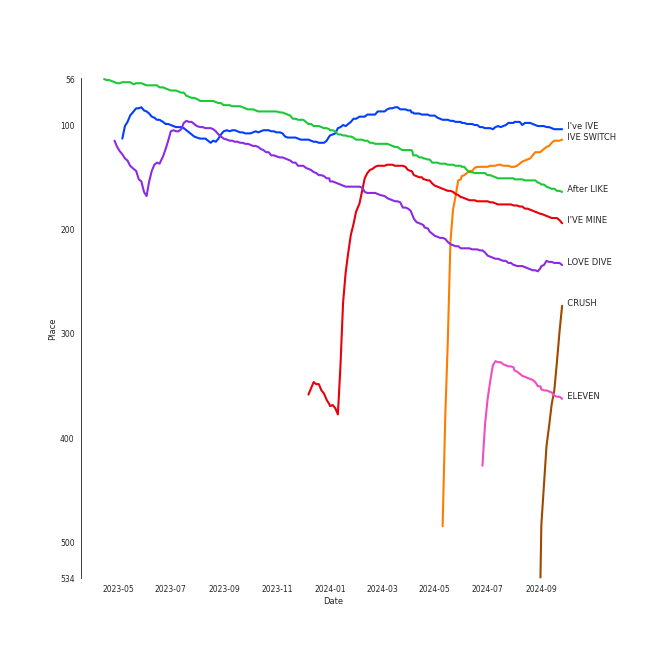 56
100
200
300
400
500
534
Place
2023-05
2023-07
2023-09
2023-11
2024-01
2024-03
2024-05
2024-07
2024-09
Date
I've IVE
IVE SWITCH
After LIKE
I'VE MINE
LOVE DIVE
CRUSH
ELEVEN